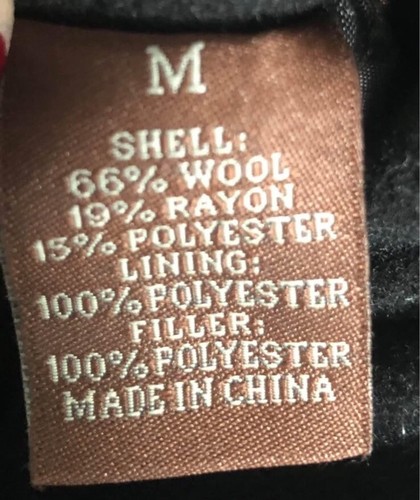 M
SHELL:
66% WOOL
19% RAYON
15% POLYESTER
LINING:
100% POLYESTER
FILLER:
100% POLYESTER
MADE IN CHINA